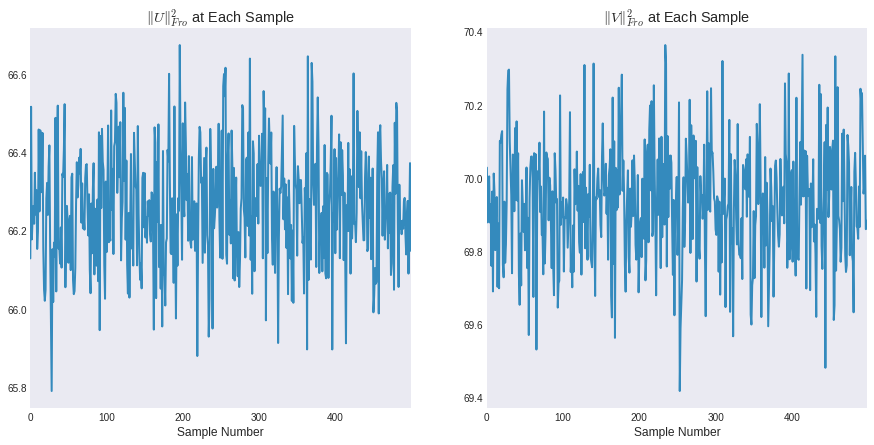 ‖U‖²_Fro at Each Sample
66.6
66.4
66.2
66.0
65.8
0 100 200 300 400
Sample Number
‖V‖²_Fro at Each Sample
70.4
70.2
70.0
69.8
69.6
69.4
0 100 200 300 400
Sample Number